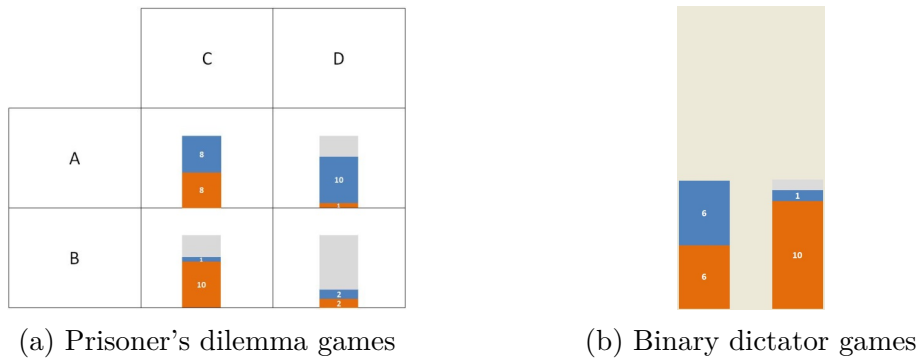 C D
A 8 10
8 1
B 1 2
10 2
6 1
6 10
(a) Prisoner's dilemma games
(b) Binary dictator games